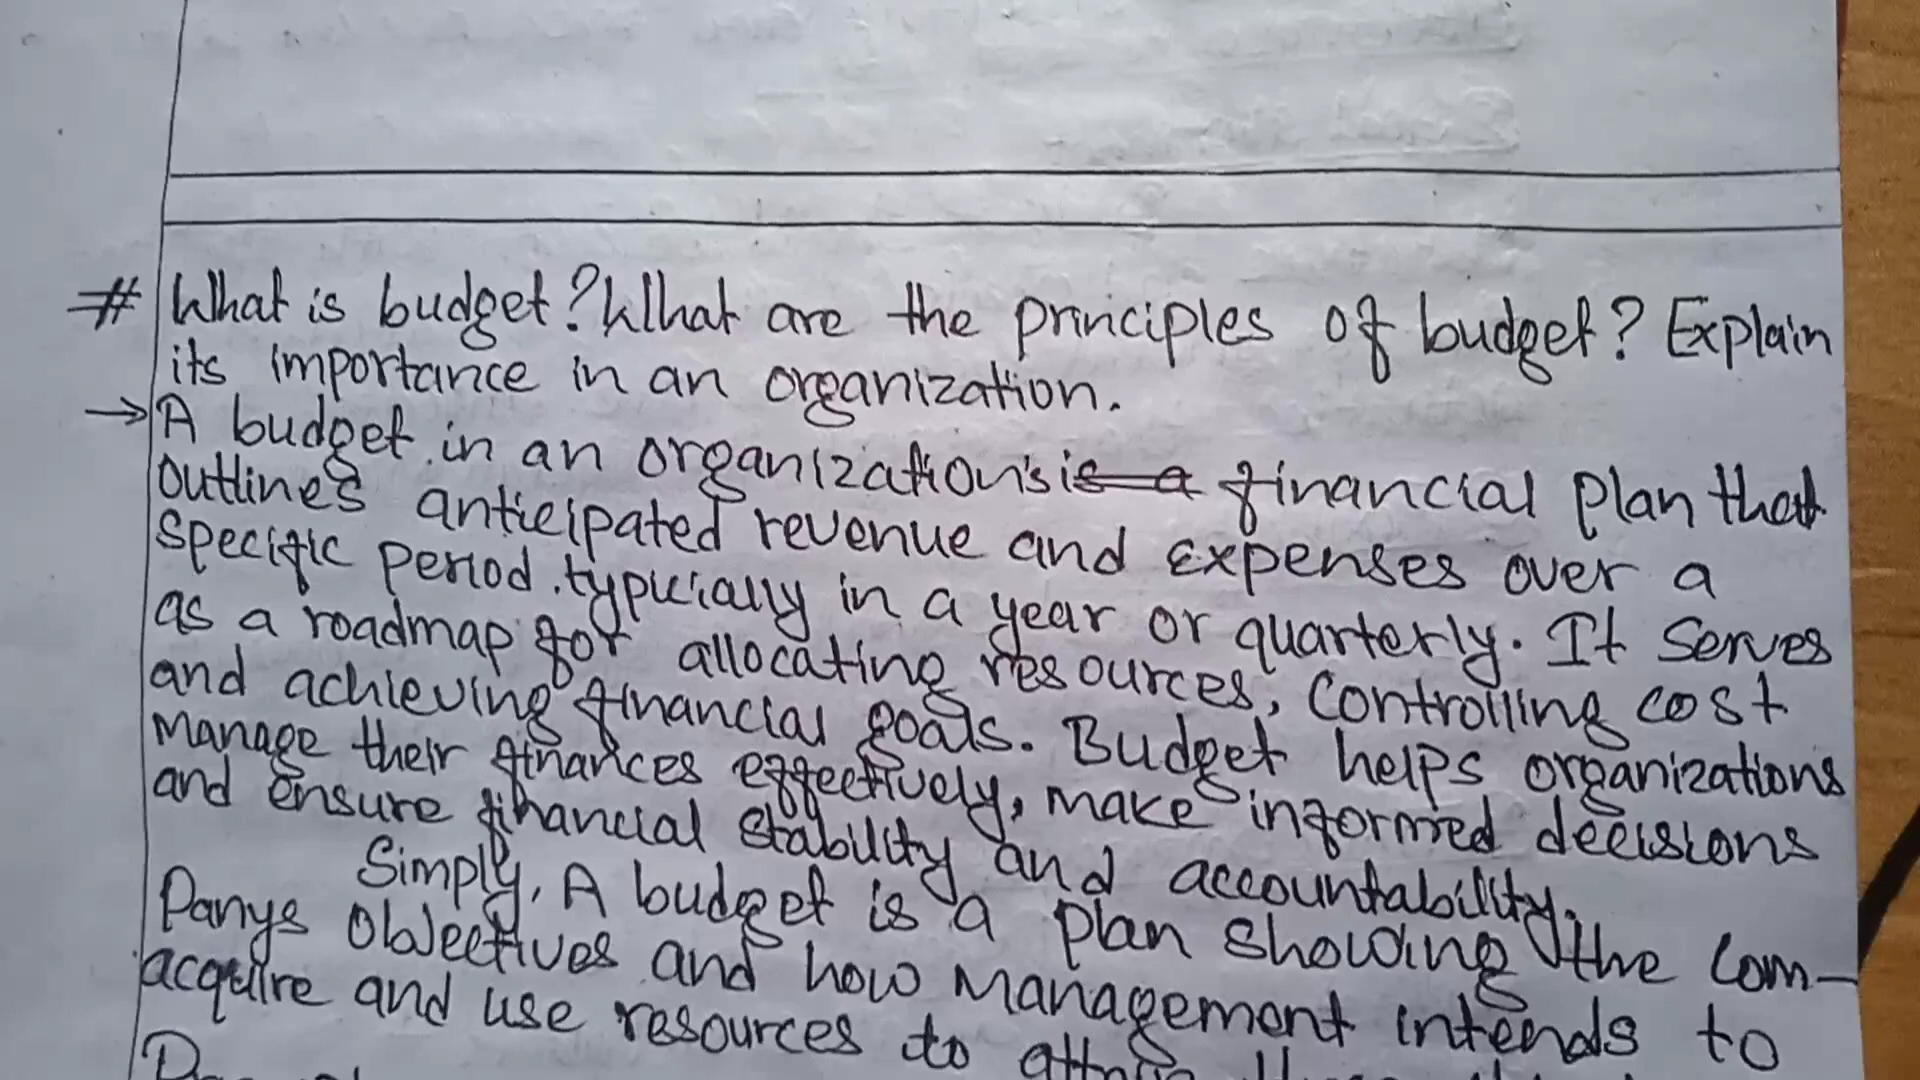 # What is budget? What are the principles of budget? Explain
its importance in an organization.
→ A budget in an organization's is a financial plan that
outlines anticipated revenue and expenses over a
specific period. typically in a year or quarterly. It serves
as a roadmap for allocating resources, controlling cost
and achieving financial goals. Budget helps organizations
manage their finances effectively, make informed decisions
and ensure financial stability and accountability.
Simply, A budget is a plan showing the com-
panys objectives and how management intends to
acquire and use resources to